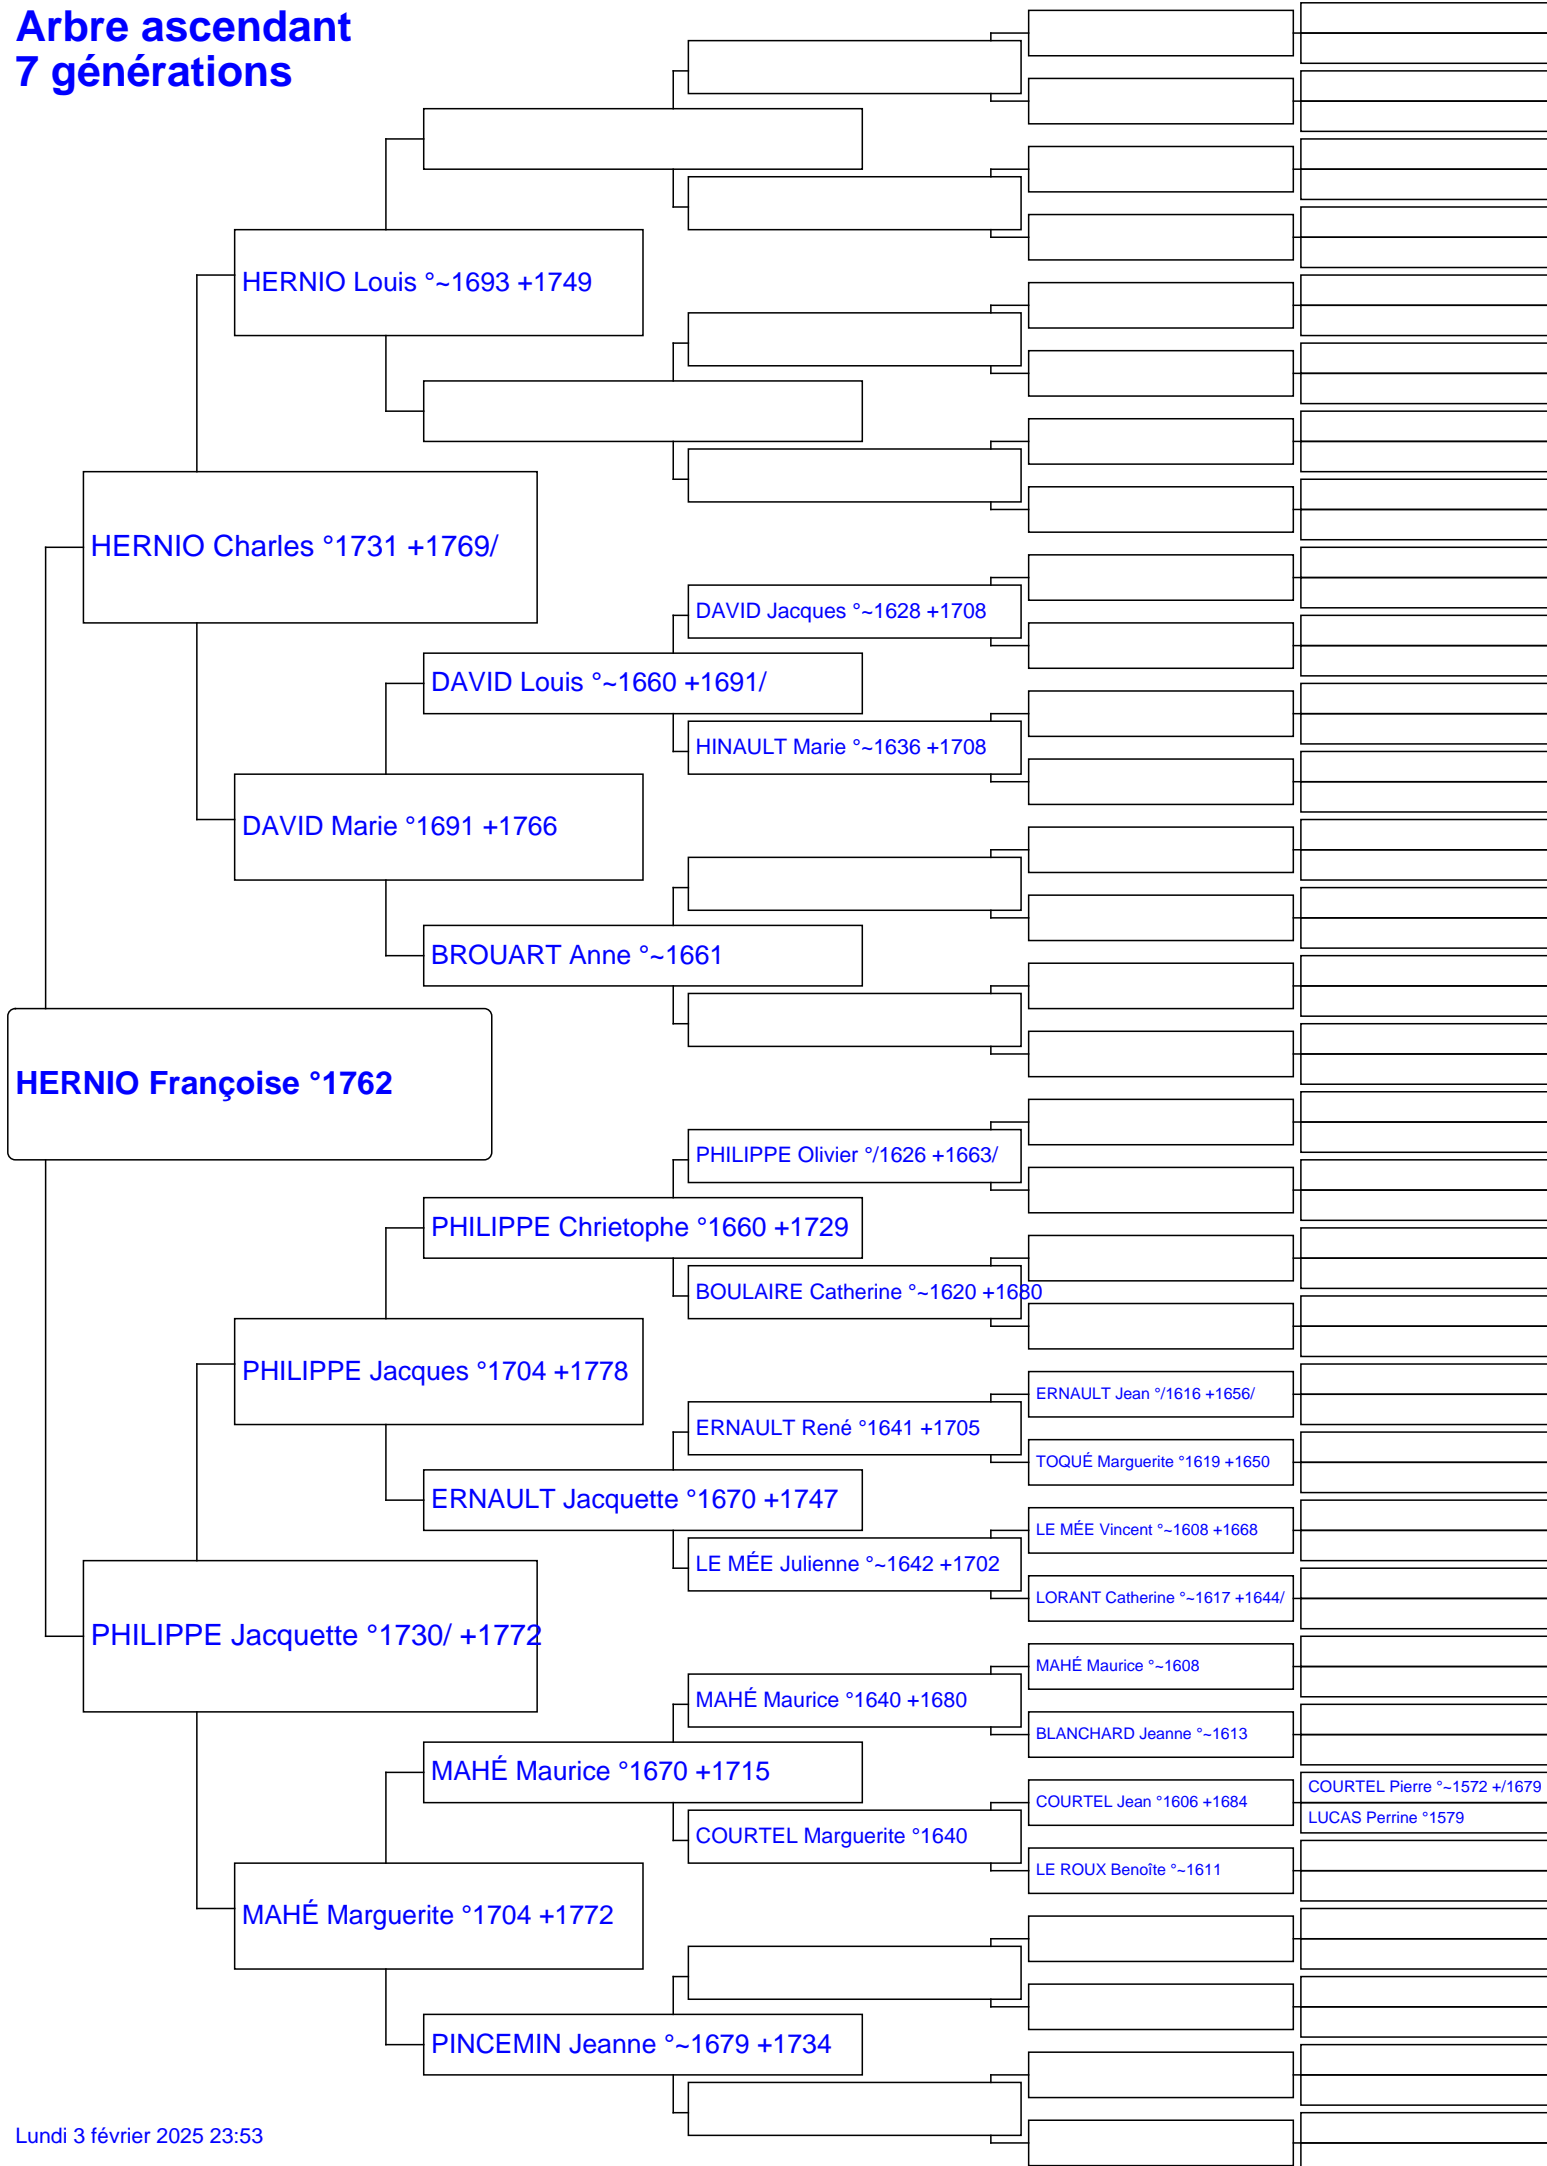 Arbre ascendant
7 générations
HERNIO Louis °~1693 +1749
HERNIO Charles °1731 +1769/
DAVID Jacques °~1628 +1708
DAVID Louis °~1660 +1691/
HINAULT Marie °~1636 +1708
DAVID Marie °1691 +1766
BROUART Anne °~1661
HERNIO Françoise °1762
PHILIPPE Olivier °/1626 +1663/
PHILIPPE Chrietophe °1660 +1729
BOULAIRE Catherine °~1620 +1680
PHILIPPE Jacques °1704 +1778
ERNAULT Jean °/1616 +1656/
ERNAULT René °1641 +1705
TOQUÉ Marguerite °1619 +1650
ERNAULT Jacquette °1670 +1747
LE MÉE Vincent °~1608 +1668
LE MÉE Julienne °~1642 +1702
LORANT Catherine °~1617 +1644/
PHILIPPE Jacquette °1730/ +1772
MAHÉ Maurice °~1608
MAHÉ Maurice °1640 +1680
BLANCHARD Jeanne °~1613
MAHÉ Maurice °1670 +1715
COURTEL Pierre °~1572 +/1679
COURTEL Jean °1606 +1684
LUCAS Perrine °1579
COURTEL Marguerite °1640
LE ROUX Benoîte °~1611
MAHÉ Marguerite °1704 +1772
PINCEMIN Jeanne °~1679 +1734
Lundi 3 février 2025 23:53